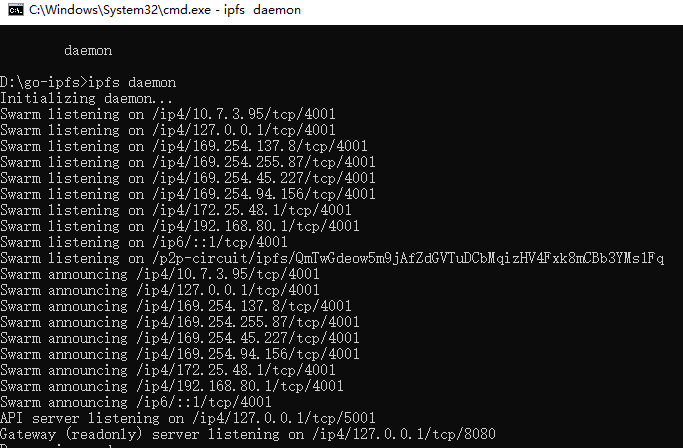 C:\Windows\System32\cmd.exe - ipfs  daemon
daemon
D:\go-ipfs>ipfs daemon
Initializing daemon...
Swarm listening on /ip4/10.7.3.95/tcp/4001
Swarm listening on /ip4/127.0.0.1/tcp/4001
Swarm listening on /ip4/169.254.137.8/tcp/4001
Swarm listening on /ip4/169.254.255.87/tcp/4001
Swarm listening on /ip4/169.254.45.227/tcp/4001
Swarm listening on /ip4/169.254.94.156/tcp/4001
Swarm listening on /ip4/172.25.48.1/tcp/4001
Swarm listening on /ip4/192.168.80.1/tcp/4001
Swarm listening on /ip6/::1/tcp/4001
Swarm listening on /p2p-circuit/ipfs/QmTwGdeow5m9jAfZdGVTuDCbMqizHV4Fxk8mCBb3YMs1Fq
Swarm announcing /ip4/10.7.3.95/tcp/4001
Swarm announcing /ip4/127.0.0.1/tcp/4001
Swarm announcing /ip4/169.254.137.8/tcp/4001
Swarm announcing /ip4/169.254.255.87/tcp/4001
Swarm announcing /ip4/169.254.45.227/tcp/4001
Swarm announcing /ip4/169.254.94.156/tcp/4001
Swarm announcing /ip4/172.25.48.1/tcp/4001
Swarm announcing /ip4/192.168.80.1/tcp/4001
Swarm announcing /ip6/::1/tcp/4001
API server listening on /ip4/127.0.0.1/tcp/5001
Gateway (readonly) server listening on /ip4/127.0.0.1/tcp/8080